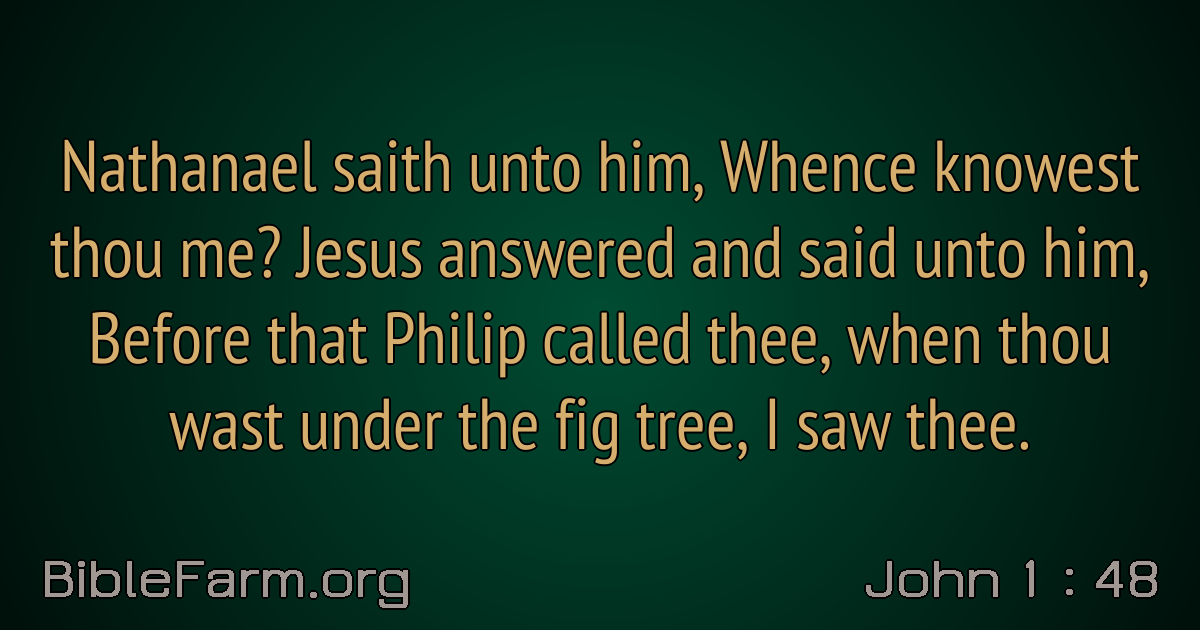 Nathanael saith unto him, Whence knowest
thou me? Jesus answered and said unto him,
Before that Philip called thee, when thou
wast under the fig tree, I saw thee.
BibleFarm.org
John 1 : 48